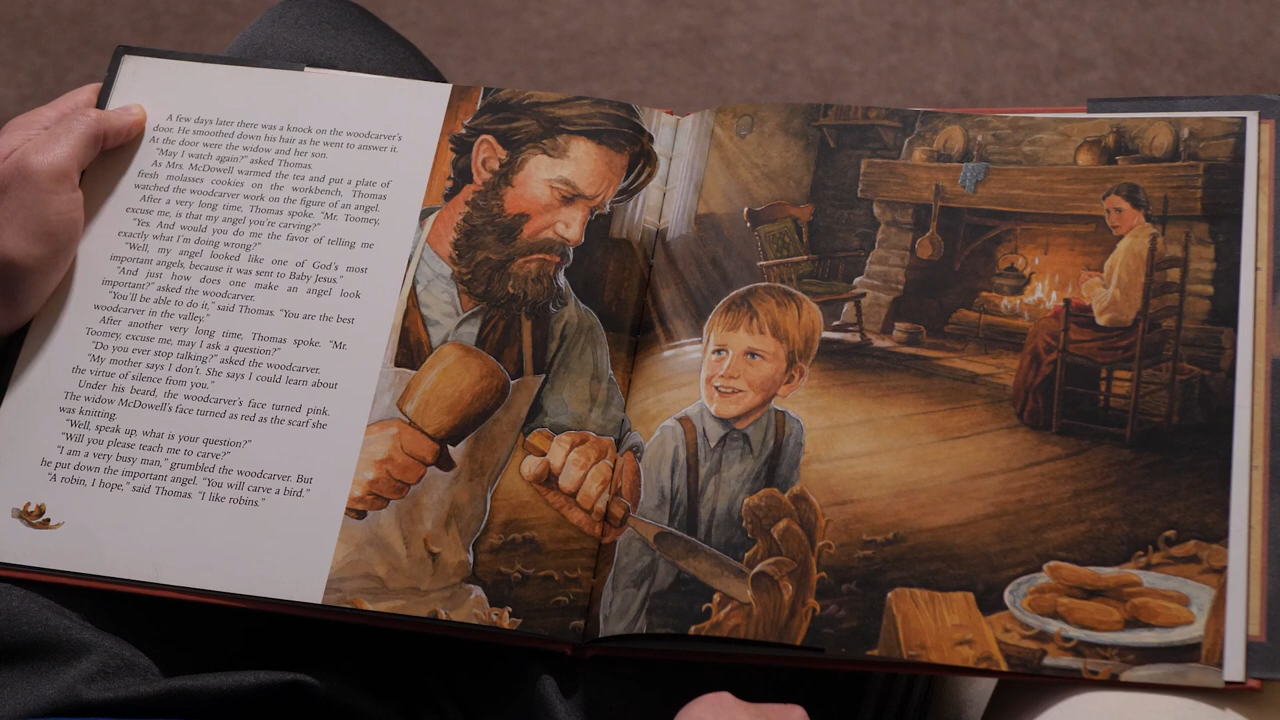 A few days later there was a knock on the woodcarver's
door. He smoothed down his hair as he went to answer it.
At the door were the widow and her son.
"May I watch again?" asked Thomas.
As Mrs. McDowell warmed the tea and put a plate of
fresh molasses cookies on the workbench, Thomas
watched the woodcarver work on the figure of an angel.
After a very long time, Thomas spoke. "Mr. Toomey,
excuse me, is that my angel you're carving?"
"Yes. And would you do me the favor of telling me
exactly what I'm doing wrong?"
"Well, my angel looked like one of God's most
important angels, because it was sent to Baby Jesus."
"And just how does one make an angel look
important?" asked the woodcarver.
"You'll be able to do it," said Thomas. "You are the best
woodcarver in the valley."
After another very long time, Thomas spoke. "Mr.
Toomey, excuse me, may I ask a question?"
"Do you ever stop talking?" asked the woodcarver.
"My mother says I don't. She says I could learn about
the virtue of silence from you."
Under his beard, the woodcarver's face turned pink.
The widow McDowell's face turned as red as the scarf she
was knitting.
"Well, speak up, what is your question?"
"Will you please teach me to carve?"
"I am a very busy man," grumbled the woodcarver. But
he put down the important angel. "You will carve a bird."
"A robin, I hope," said Thomas. "I like robins."